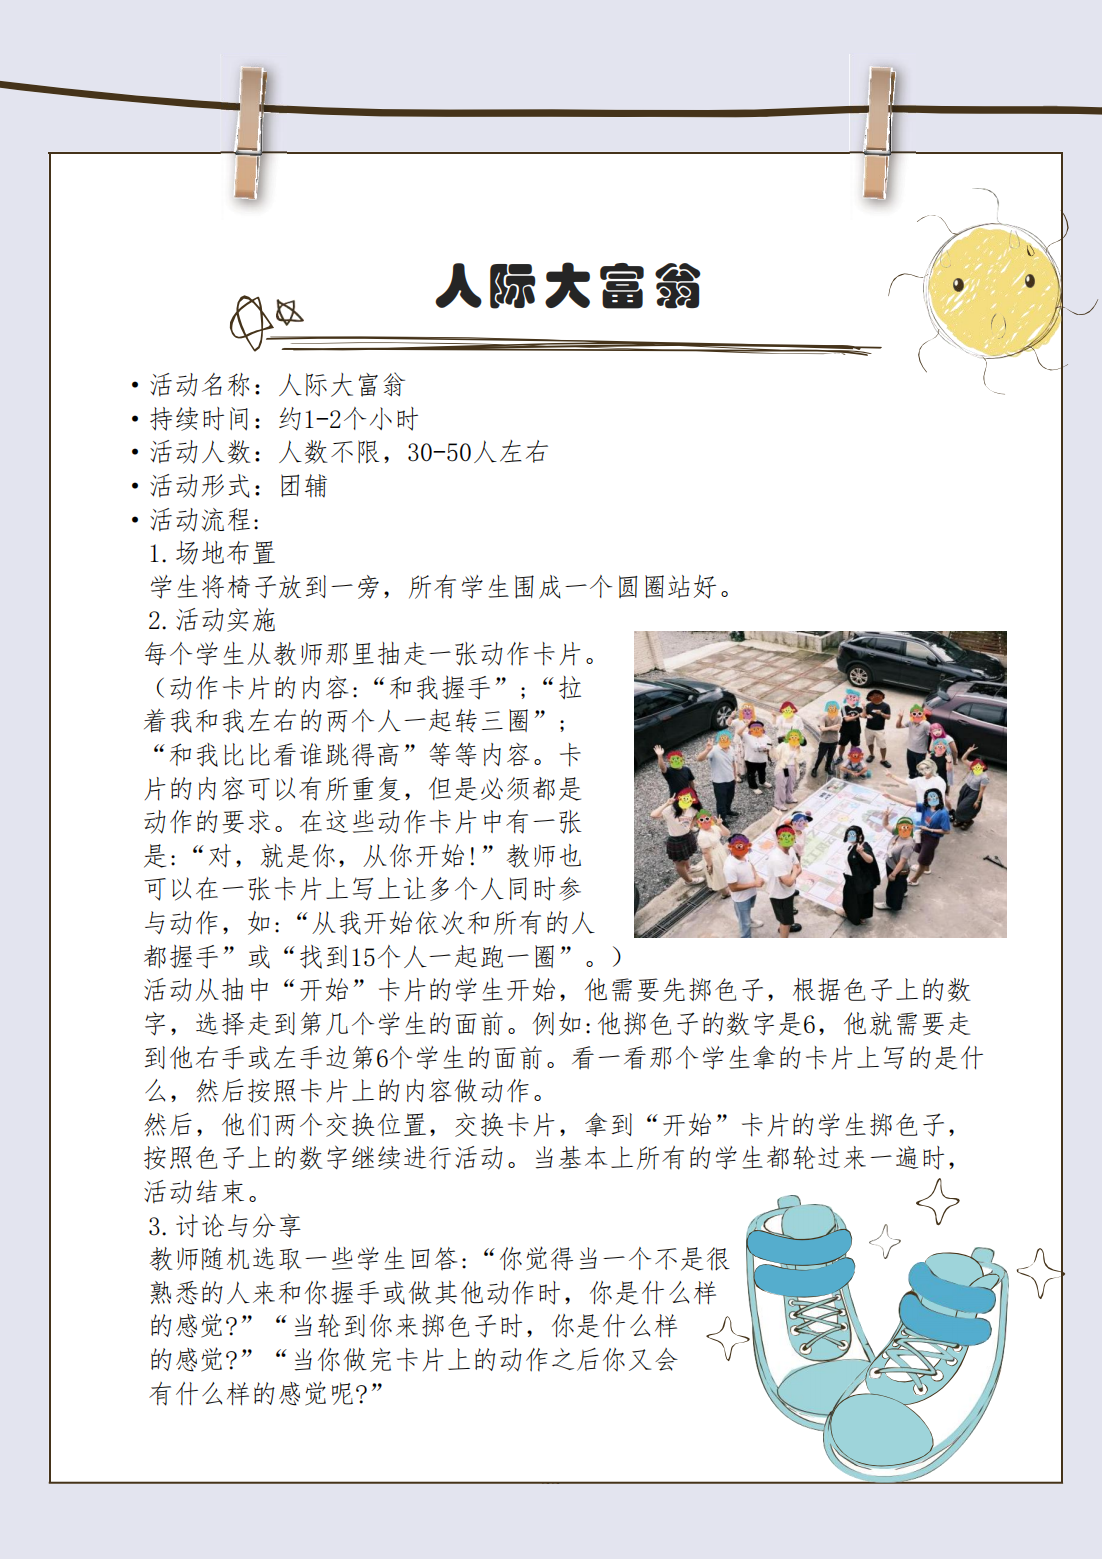 人际大富翁
•活动名称：人际大富翁
•持续时间：约1-2个小时
•活动人数：人数不限，30-50人左右
•活动形式：团辅
•活动流程：
1.场地布置
学生将椅子放到一旁，所有学生围成一个圆圈站好。
2.活动实施
每个学生从教师那里抽走一张动作卡片。
（动作卡片的内容：“和我握手”；“拉
着我和我左右的两个人一起转三圈”；
“和我比比看谁跳得高”等等内容。卡
片的内容可以有所重复，但是必须都是
动作的要求。在这些动作卡片中有一张
是：“对，就是你，从你开始！”教师也
可以在一张卡片上写上让多个人同时参
与动作，如：“从我开始依次和所有的人
都握手”或“找到15个人一起跑一圈”。）
活动从抽中“开始”卡片的学生开始，他需要先掷色子，根据色子上的数
字，选择走到第几个学生的面前。例如：他掷色子的数字是6，他就需要走
到他右手或左手边第6个学生的面前。看一看那个学生拿的卡片上写的是什
么，然后按照卡片上的内容做动作。
然后，他们两个交换位置，交换卡片，拿到“开始”卡片的学生掷色子，
按照色子上的数字继续进行活动。当基本上所有的学生都轮过来一遍时，
活动结束。
3.讨论与分享
教师随机选取一些学生回答：“你觉得当一个不是很
熟悉的人来和你握手或做其他动作时，你是什么样
的感觉？”“当轮到你来掷色子时，你是什么样
的感觉？”“当你做完卡片上的动作之后你又会
有什么样的感觉呢？”